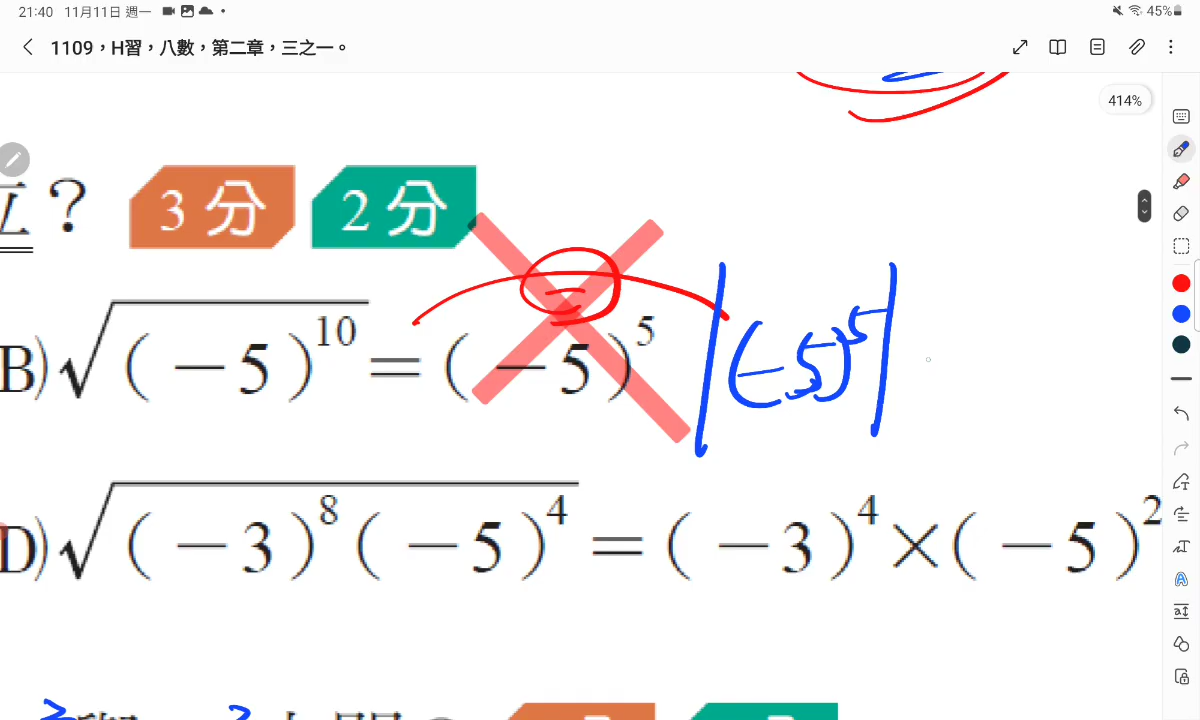 21:40 11月11日 週一 45%
1109，H習，八數，第二章，三之一。
414%
立？ 3分 2分
B) √(−5)^10 = (−5)^5 |(−5)^5|
D) √(−3)^8(−5)^4 = (−3)^4×(−5)^2